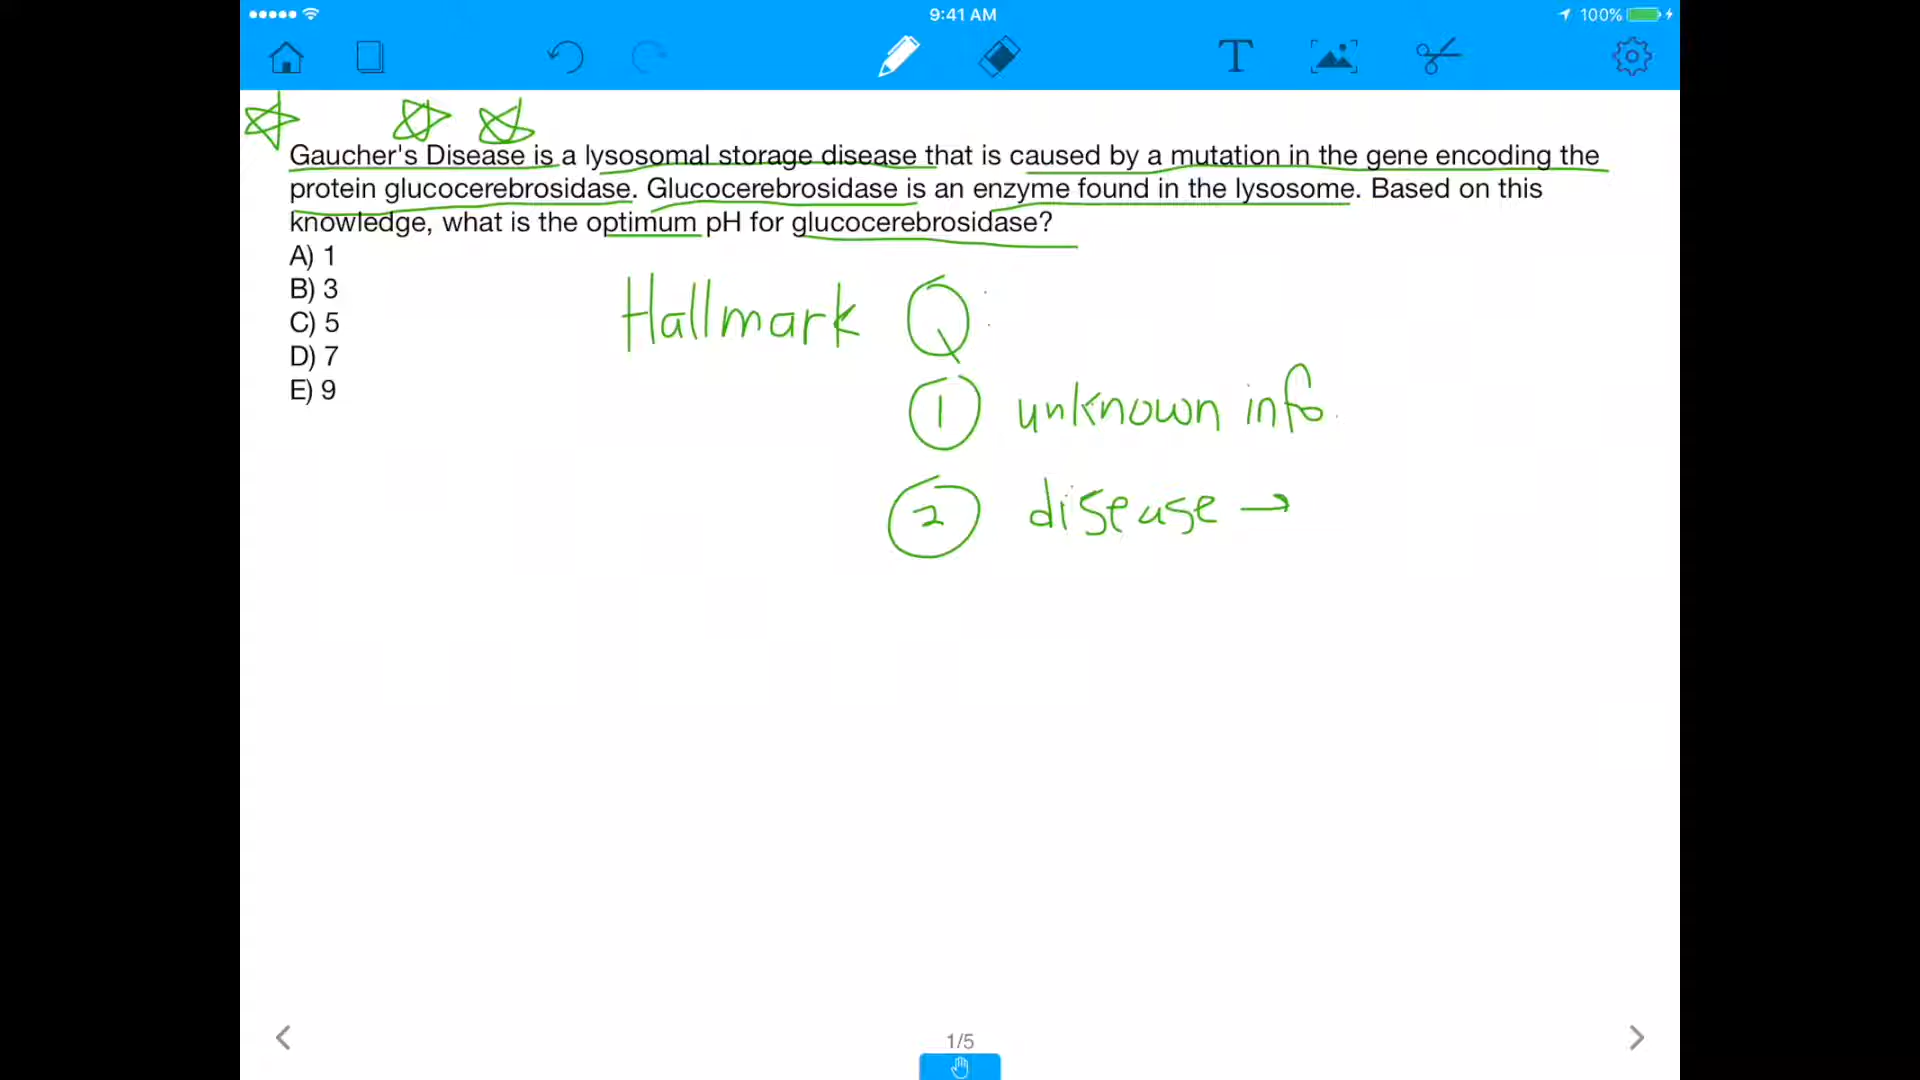 9:41 AM
100%
T
Gaucher's Disease is a lysosomal storage disease that is caused by a mutation in the gene encoding the
protein glucocerebrosidase. Glucocerebrosidase is an enzyme found in the lysosome. Based on this
knowledge, what is the optimum pH for glucocerebrosidase?
A) 1
B) 3
C) 5
D) 7
E) 9
Hallmark Q:
1 unknown info.
2 disease →
1/5